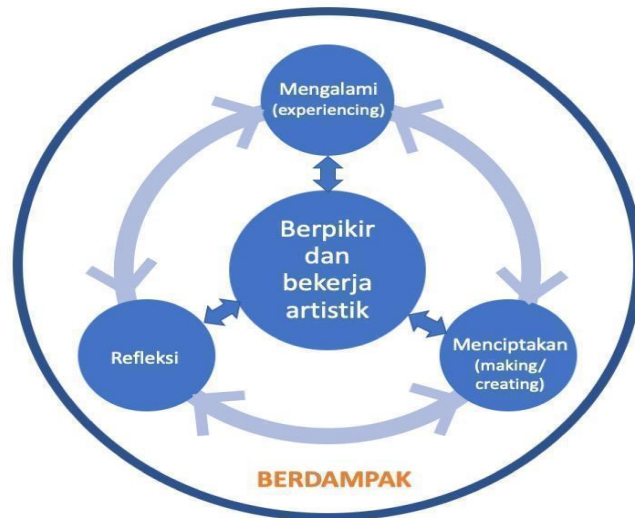 Mengalami
(experiencing)
Berpikir
dan
bekerja
artistik
Refleksi
Menciptakan
(making/
creating)
BERDAMPAK